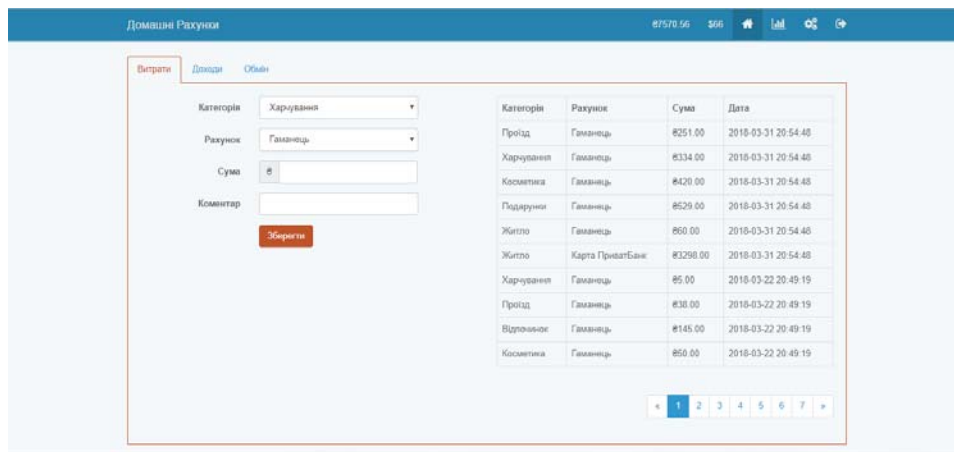 Домашні Рахунки ₴7570.56 $66
Витрати Доходи Обмін
Категорія Харчування
Рахунок Гаманець
Сума ₴
Коментар
Зберегти
Категорія Рахунок Сума Дата
Проїзд Гаманець ₴251.00 2018-03-31 20:54:48
Харчування Гаманець ₴334.00 2018-03-31 20:54:48
Косметика Гаманець ₴420.00 2018-03-31 20:54:48
Подарунки Гаманець ₴529.00 2018-03-31 20:54:48
Житло Гаманець ₴60.00 2018-03-31 20:54:48
Житло Карта ПриватБанк ₴3298.00 2018-03-31 20:54:48
Харчування Гаманець ₴5.00 2018-03-22 20:49:19
Проїзд Гаманець ₴38.00 2018-03-22 20:49:19
Відпочинок Гаманець ₴145.00 2018-03-22 20:49:19
Косметика Гаманець ₴50.00 2018-03-22 20:49:19
« 1 2 3 4 5 6 7 »